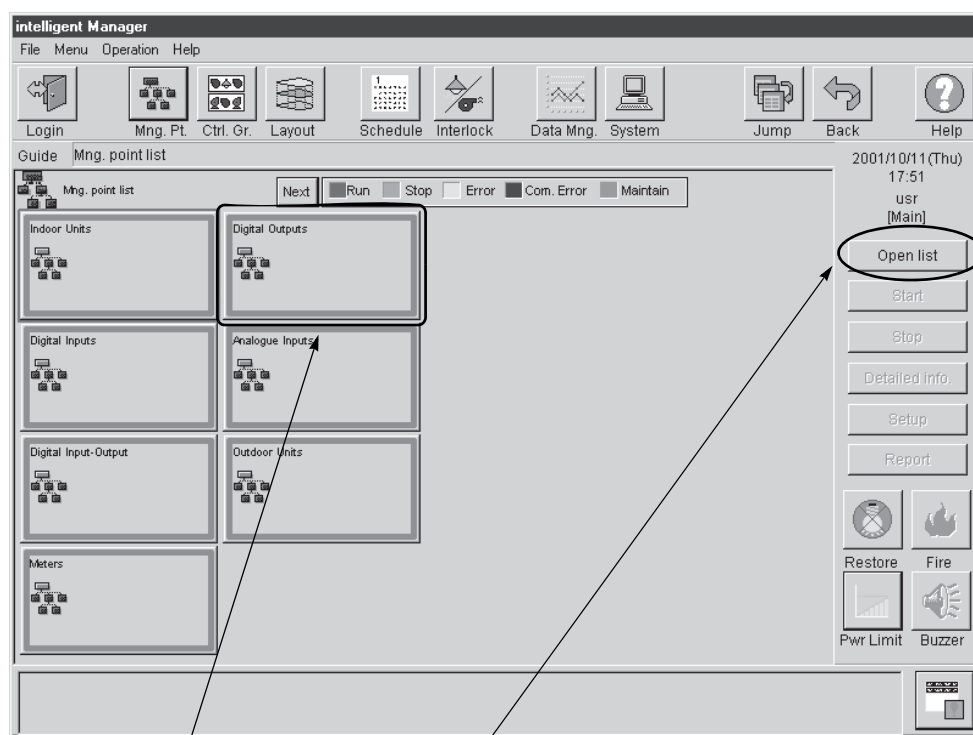 intelligent Manager
File Menu Operation Help
Login Mng. Pt. Ctrl. Gr. Layout Schedule Interlock Data Mng. System Jump Back Help
Guide Mng. point list
2001/10/11(Thu)
17:51
usr
[Main]
Mng. point list Next Run Stop Error Com. Error Maintain
Indoor Units Digital Outputs
Digital Inputs Analogue Inputs
Digital Input-Output Outdoor Units
Meters
Open list
Start
Stop
Detailed info.
Setup
Report
Restore Fire
Pwr Limit Buzzer